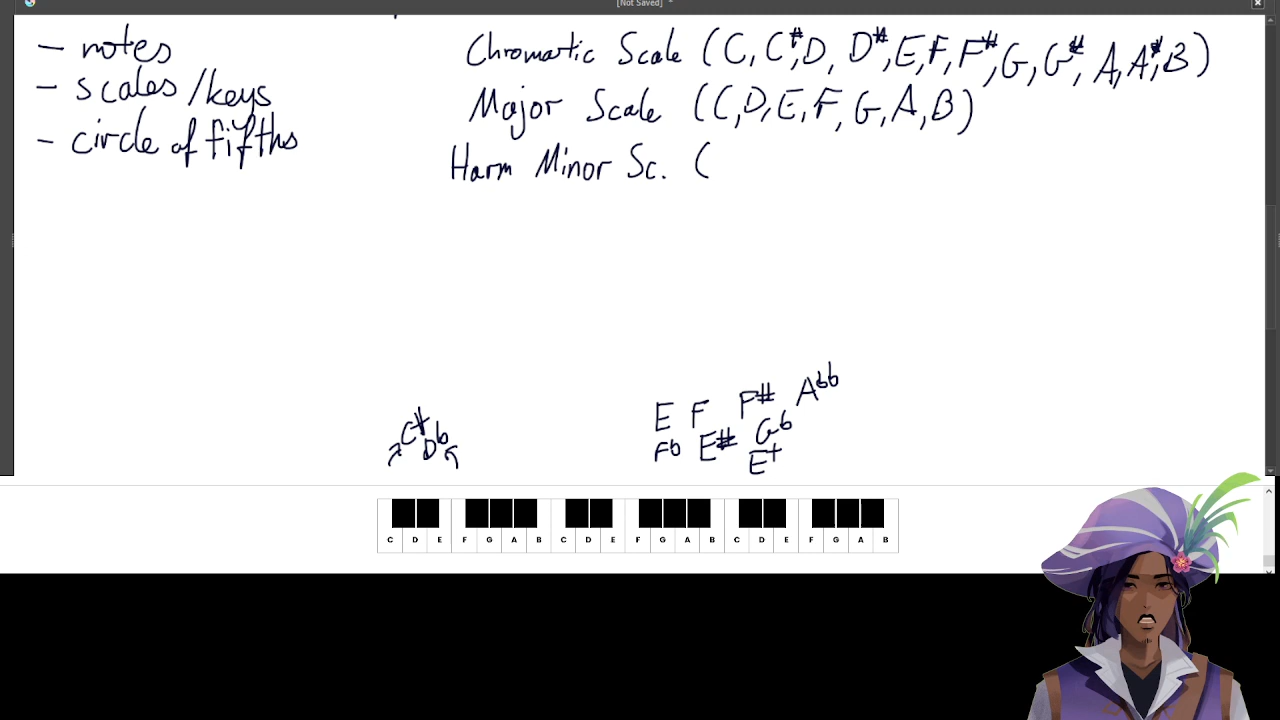 [Not Saved]
- notes
- scales/keys
- circle of fifths
Chromatic Scale (C, C#, D, D#, E, F, F#, G, G#, A, A#, B)
Major Scale (C, D, E, F, G, A, B)
Harm Minor Sc. (
C#
Db
E F F# Abb
Fb E# Gb
E+
C D E F G A B C D E F G A B C D E F G A B